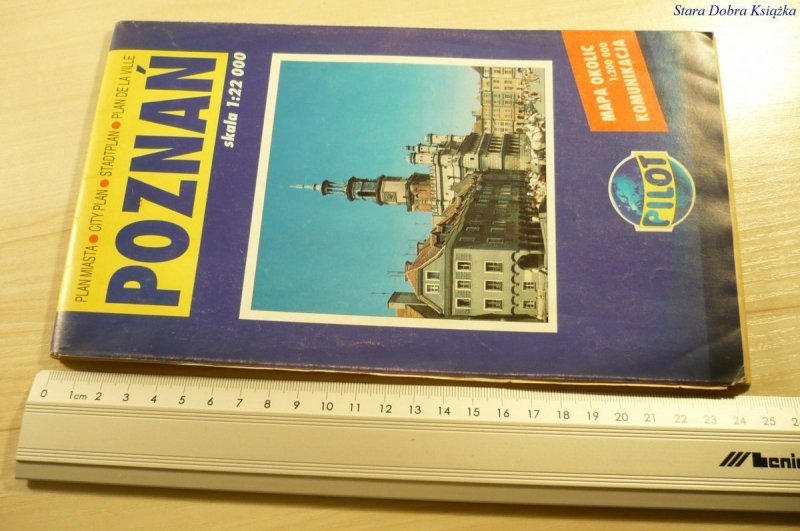 Stara Dobra Książka
PLAN MIASTA ● CITY PLAN ● STADTPLAN ● PLAN DE LA VILLE
POZNAŃ
skala 1:22 000
MAPA OKOLIC
1:200 000
KOMUNIKACJA
PILOT
0 1cm 2 3 4 5 6 7 8 9 10 11 12 13 14 15 16 17 18 19 20 21 22 23 24 25